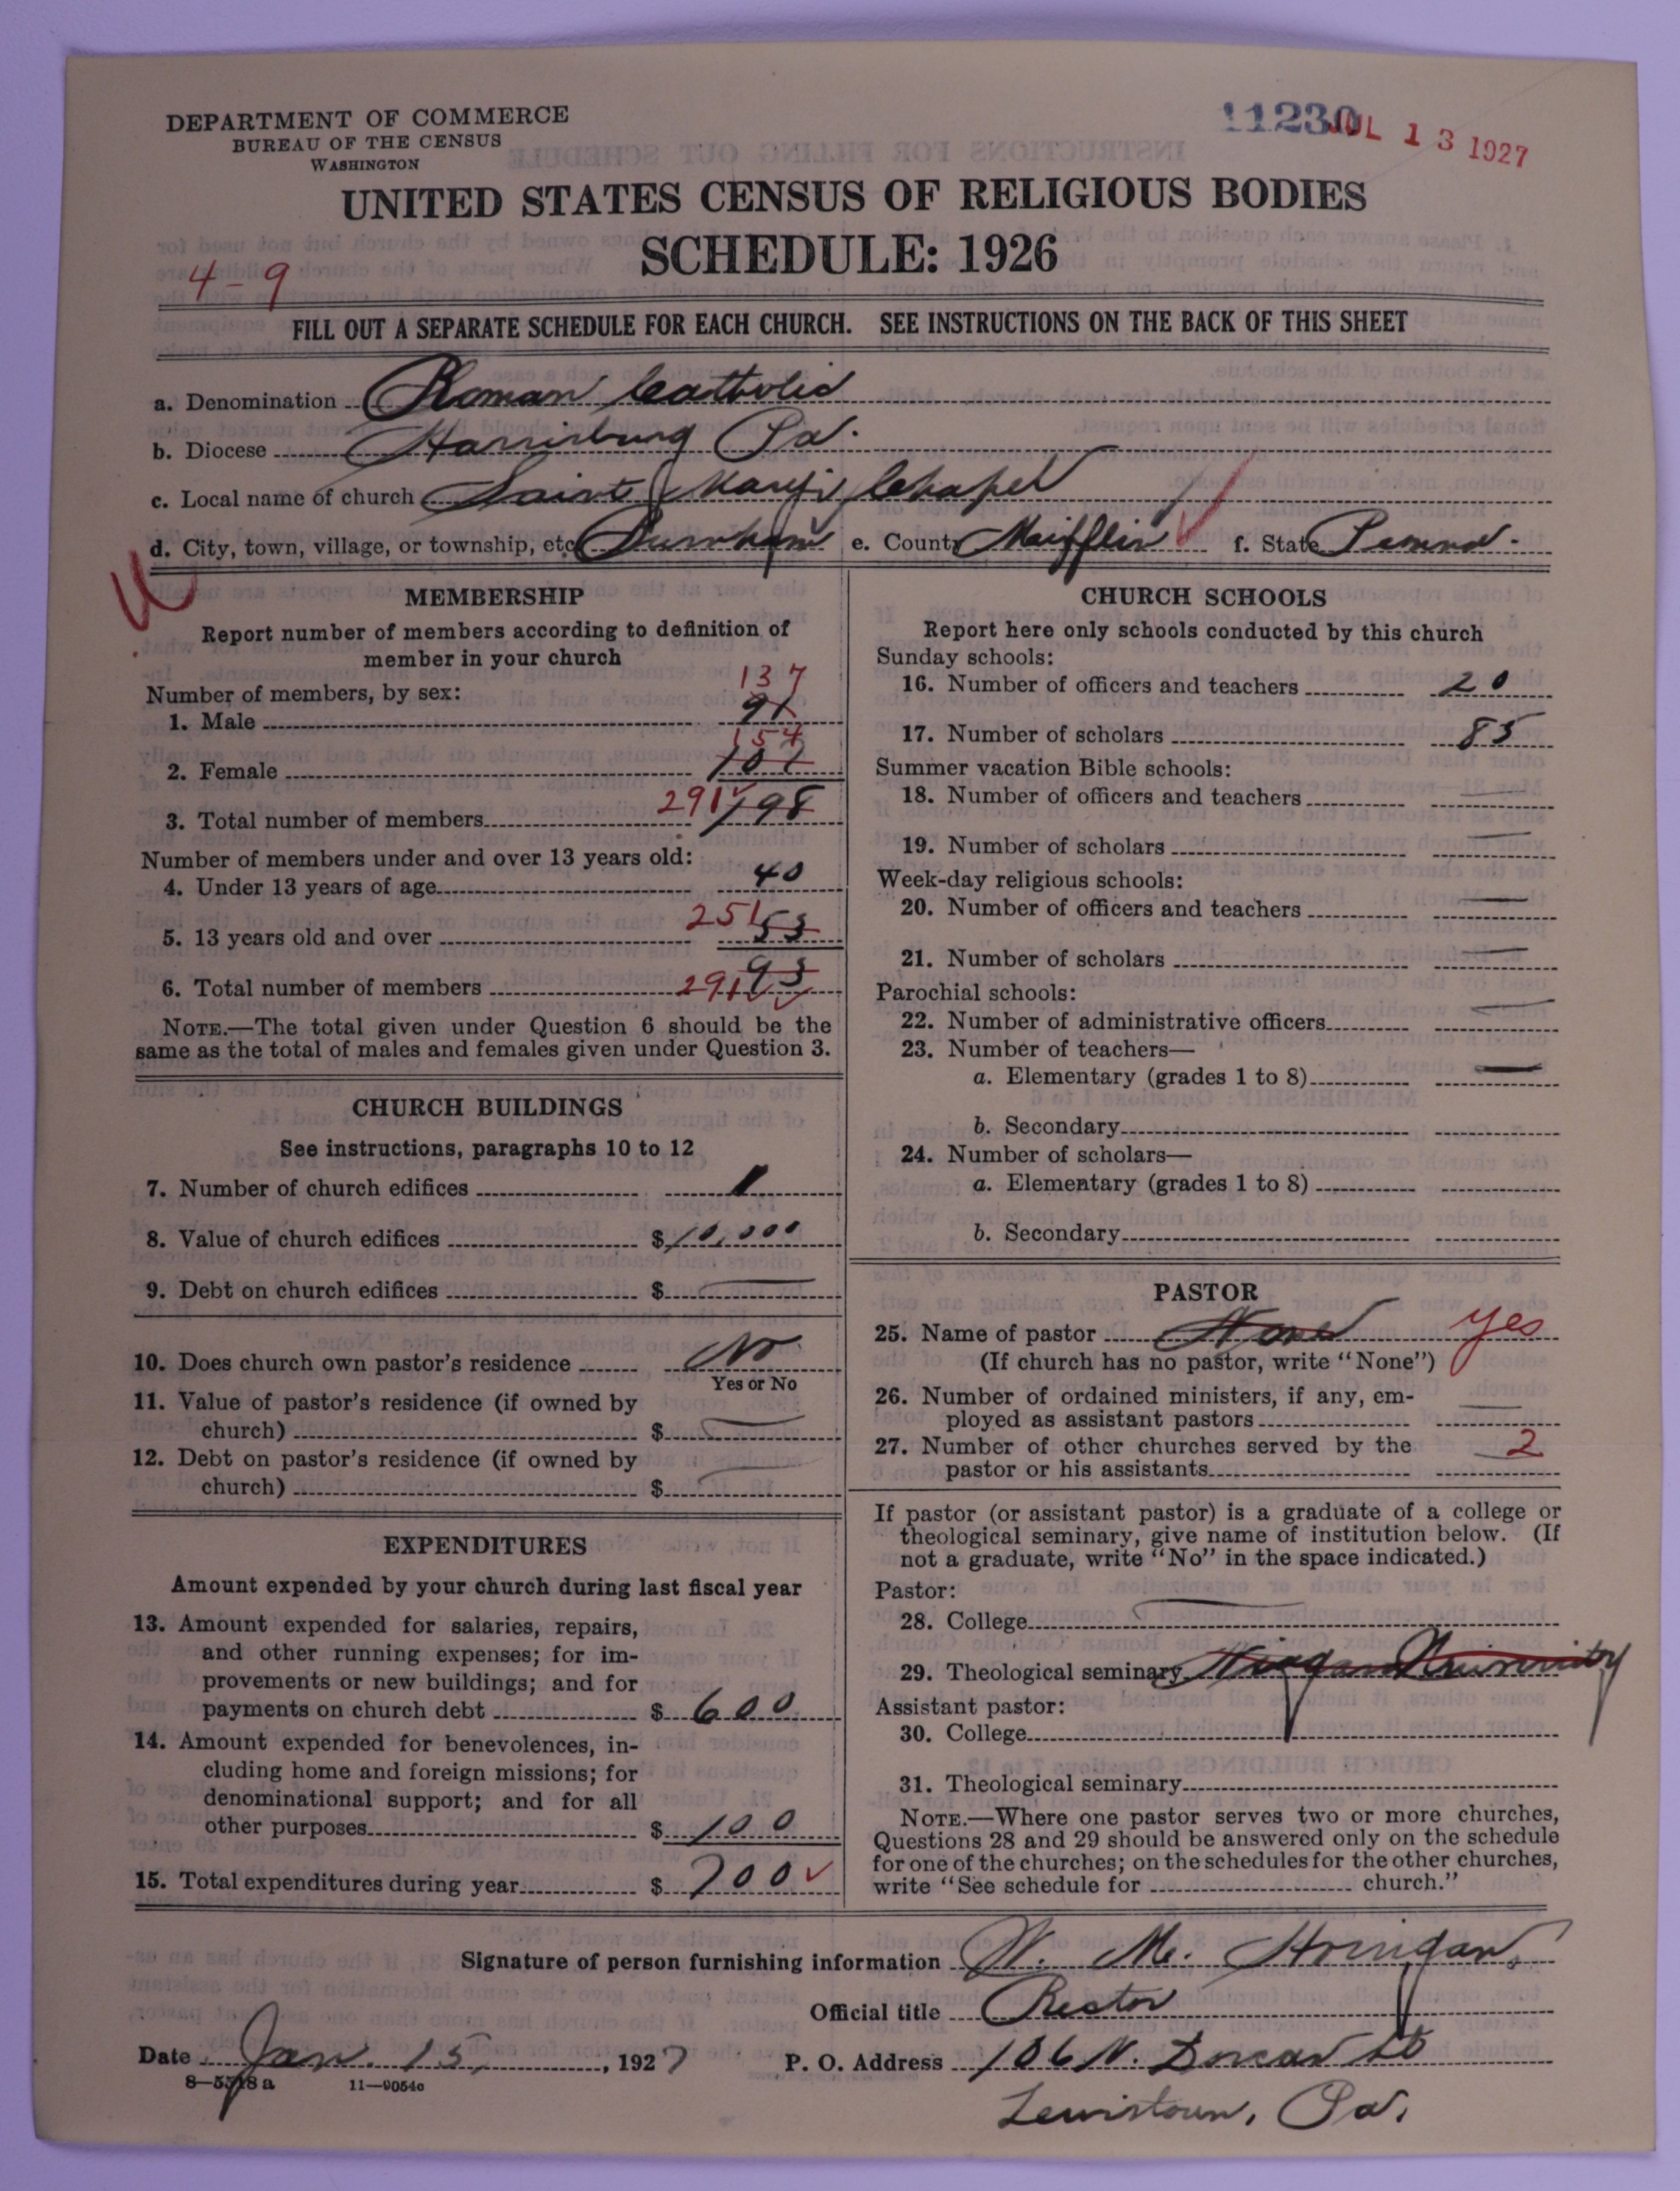 DEPARTMENT OF COMMERCE
BUREAU OF THE CENSUS
WASHINGTON
11230
JUL 13 1927
UNITED STATES CENSUS OF RELIGIOUS BODIES
SCHEDULE: 1926
4-9
FILL OUT A SEPARATE SCHEDULE FOR EACH CHURCH. SEE INSTRUCTIONS ON THE BACK OF THIS SHEET
a. Denomination Roman Catholic
b. Diocese Harrisburg Pa.
c. Local name of church Saint Mary's Chapel
d. City, town, village, or township, etc. Burnham e. County Mifflin f. State Penna.
MEMBERSHIP
Report number of members according to definition of
member in your church
Number of members, by sex:
137
1. Male 91
154
2. Female 107
3. Total number of members 291 198
Number of members under and over 13 years old:
4. Under 13 years of age 40
5. 13 years old and over 251 53
6. Total number of members 291 93
NOTE.—The total given under Question 6 should be the
same as the total of males and females given under Question 3.
CHURCH BUILDINGS
See instructions, paragraphs 10 to 12
7. Number of church edifices 1
8. Value of church edifices $10,000
9. Debt on church edifices $ —
10. Does church own pastor's residence No
Yes or No
11. Value of pastor's residence (if owned by
church) $ —
12. Debt on pastor's residence (if owned by
church) $ —
EXPENDITURES
Amount expended by your church during last fiscal year
13. Amount expended for salaries, repairs,
and other running expenses; for im-
provements or new buildings; and for
payments on church debt $ 600
14. Amount expended for benevolences, in-
cluding home and foreign missions; for
denominational support; and for all
other purposes $ 100
15. Total expenditures during year $ 700
CHURCH SCHOOLS
Report here only schools conducted by this church
Sunday schools:
16. Number of officers and teachers 20
17. Number of scholars 85
Summer vacation Bible schools:
18. Number of officers and teachers —
19. Number of scholars —
Week-day religious schools:
20. Number of officers and teachers —
21. Number of scholars —
Parochial schools:
22. Number of administrative officers —
23. Number of teachers—
a. Elementary (grades 1 to 8) —
b. Secondary
24. Number of scholars—
a. Elementary (grades 1 to 8)
b. Secondary
PASTOR
25. Name of pastor None yes
(If church has no pastor, write "None")
26. Number of ordained ministers, if any, em-
ployed as assistant pastors —
27. Number of other churches served by the 2
pastor or his assistants
If pastor (or assistant pastor) is a graduate of a college or
theological seminary, give name of institution below. (If
not a graduate, write "No" in the space indicated.)
Pastor:
28. College —
29. Theological seminary University
Assistant pastor:
30. College
31. Theological seminary
NOTE.—Where one pastor serves two or more churches,
Questions 28 and 29 should be answered only on the schedule
for one of the churches; on the schedules for the other churches,
write "See schedule for church."
Signature of person furnishing information W. M. Horrigan,
Official title Rector
Date Jan. 15, 1927 P. O. Address 106 N. Dorcas St
8—5518 a 11—9054c
Lewistown, Pa.